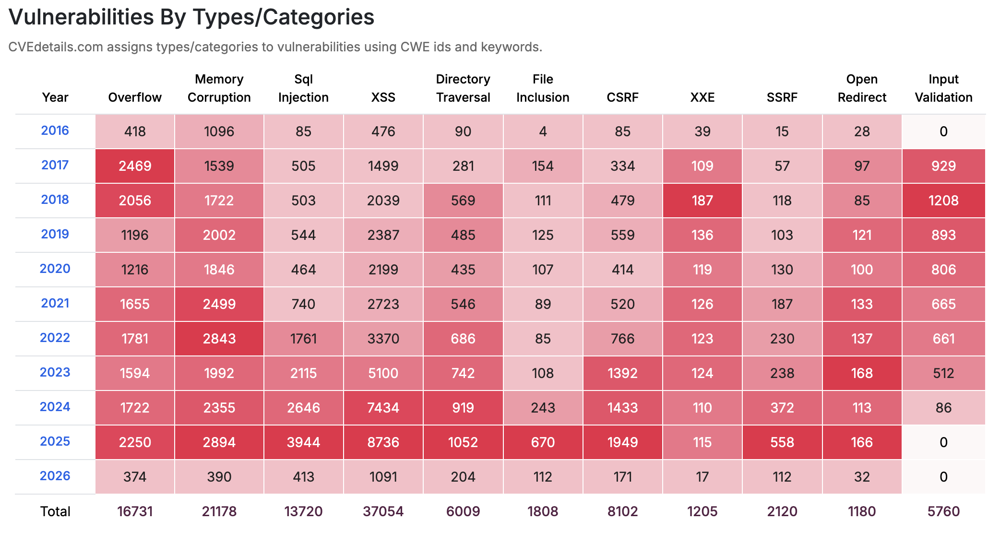 Vulnerabilities By Types/Categories
CVEdetails.com assigns types/categories to vulnerabilities using CWE ids and keywords.
Year Overflow Memory Corruption Sql Injection XSS Directory Traversal File Inclusion CSRF XXE SSRF Open Redirect Input Validation
2016 418 1096 85 476 90 4 85 39 15 28 0
2017 2469 1539 505 1499 281 154 334 109 57 97 929
2018 2056 1722 503 2039 569 111 479 187 118 85 1208
2019 1196 2002 544 2387 485 125 559 136 103 121 893
2020 1216 1846 464 2199 435 107 414 119 130 100 806
2021 1655 2499 740 2723 546 89 520 126 187 133 665
2022 1781 2843 1761 3370 686 85 766 123 230 137 661
2023 1594 1992 2115 5100 742 108 1392 124 238 168 512
2024 1722 2355 2646 7434 919 243 1433 110 372 113 86
2025 2250 2894 3944 8736 1052 670 1949 115 558 166 0
2026 374 390 413 1091 204 112 171 17 112 32 0
Total 16731 21178 13720 37054 6009 1808 8102 1205 2120 1180 5760